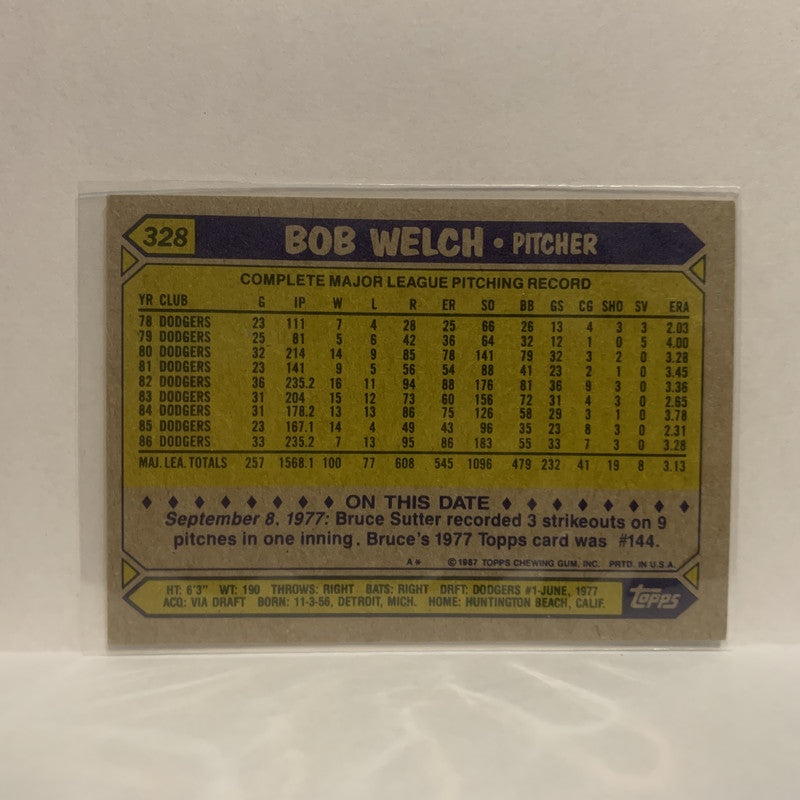 328 BOB WELCH • PITCHER
COMPLETE MAJOR LEAGUE PITCHING RECORD
YR CLUB G IP W L R ER SO BB GS CG SHO SV ERA
78 DODGERS 23 111 7 4 28 25 66 26 13 4 3 3 2.03
79 DODGERS 25 81 5 6 42 36 64 32 12 1 0 5 4.00
80 DODGERS 32 214 14 9 85 78 141 79 32 3 2 0 3.28
81 DODGERS 23 141 9 5 56 54 88 41 23 2 1 0 3.45
82 DODGERS 36 235.2 16 11 94 88 176 81 36 9 3 0 3.36
83 DODGERS 31 204 15 12 73 60 156 72 31 4 3 0 2.65
84 DODGERS 31 178.2 13 13 86 75 126 58 29 3 1 0 3.78
85 DODGERS 23 167.1 14 4 49 43 96 35 23 8 3 0 2.31
86 DODGERS 33 235.2 7 13 95 86 183 55 33 7 3 0 3.28
MAJ. LEA. TOTALS 257 1568.1 100 77 608 545 1096 479 232 41 19 8 3.13
♦ ♦ ♦ ♦ ♦ ♦ ♦ ♦ ON THIS DATE ♦ ♦ ♦ ♦ ♦ ♦ ♦ ♦
September 8, 1977: Bruce Sutter recorded 3 strikeouts on 9
pitches in one inning. Bruce's 1977 Topps card was #144.
A* ©1987 TOPPS CHEWING GUM, INC. PRTD. IN U.S.A.
HT: 6'3" WT: 190 THROWS: RIGHT BATS: RIGHT DRFT: DODGERS #1-JUNE, 1977
ACQ: VIA DRAFT BORN: 11-3-56, DETROIT, MICH. HOME: HUNTINGTON BEACH, CALIF.
topps